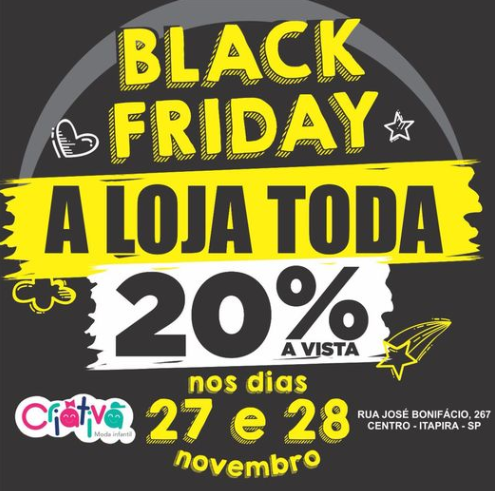 BLACK
FRIDAY
A LOJA TODA
20%
A VISTA
nos dias
27 e 28
novembro
Criativa
Moda infantil
RUA JOSÉ BONIFÁCIO, 267
CENTRO - ITAPIRA - SP